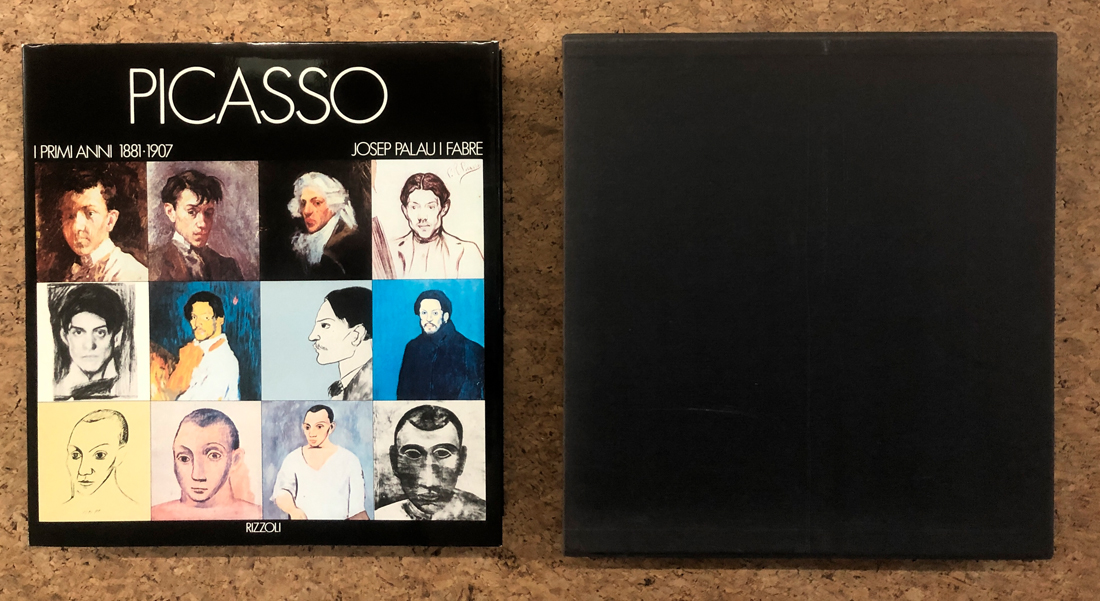 PICASSO
I PRIMI ANNI 1881·1907 JOSEP PALAU I FABRE
RIZZOLI